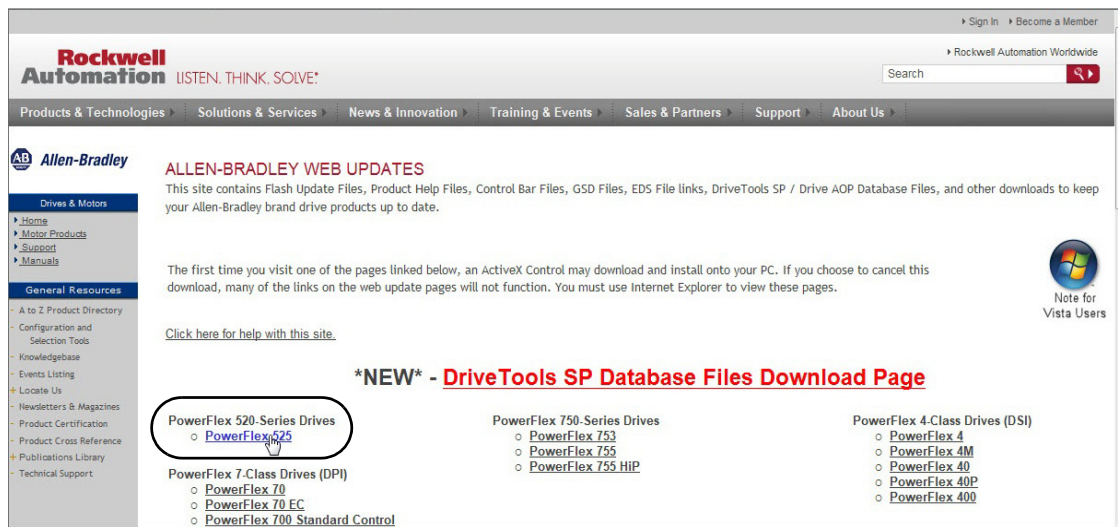 Sign In Become a Member
Rockwell Automation
LISTEN. THINK. SOLVE.*
Rockwell Automation Worldwide
Search
Products & Technologies Solutions & Services News & Innovation Training & Events Sales & Partners Support About Us
AB Allen-Bradley
Drives & Motors
Home
Motor Products
Support
Manuals
General Resources
- A to Z Product Directory
- Configuration and
Selection Tools
- Knowledgebase
- Events Listing
+ Locate Us
- Newsletters & Magazines
- Product Certification
- Product Cross Reference
+ Publications Library
- Technical Support
ALLEN-BRADLEY WEB UPDATES
This site contains Flash Update Files, Product Help Files, Control Bar Files, GSD Files, EDS File links, DriveTools SP / Drive AOP Database Files, and other downloads to keep
your Allen-Bradley brand drive products up to date.
The first time you visit one of the pages linked below, an ActiveX Control may download and install onto your PC. If you choose to cancel this
download, many of the links on the web update pages will not function. You must use Internet Explorer to view these pages.
Note for
Vista Users
Click here for help with this site.
*NEW* - DriveTools SP Database Files Download Page
PowerFlex 520-Series Drives
o PowerFlex 525
PowerFlex 7-Class Drives (DPI)
o PowerFlex 70
o PowerFlex 70 EC
o PowerFlex 700 Standard Control
PowerFlex 750-Series Drives
o PowerFlex 753
o PowerFlex 755
o PowerFlex 755 HiP
PowerFlex 4-Class Drives (DSI)
o PowerFlex 4
o PowerFlex 4M
o PowerFlex 40
o PowerFlex 40P
o PowerFlex 400